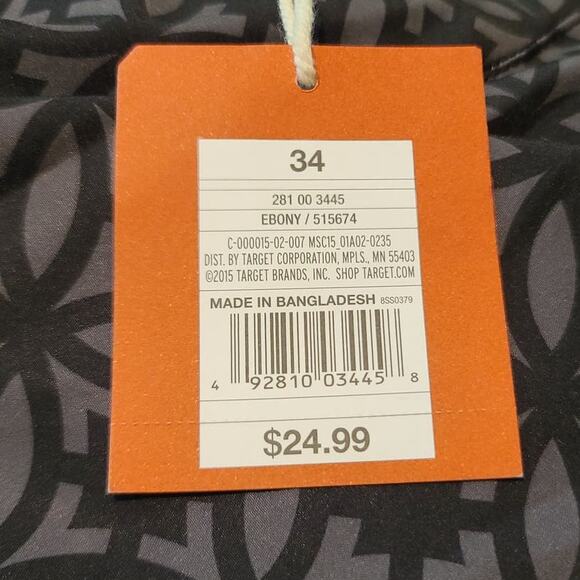 34
281 00 3445
EBONY / 515674
C-000015-02-007 MSC15_01A02-0235
DIST. BY TARGET CORPORATION, MPLS., MN 55403
©2015 TARGET BRANDS, INC. SHOP TARGET.COM
MADE IN BANGLADESH 8SS0379
4 92810 03445 8
$24.99